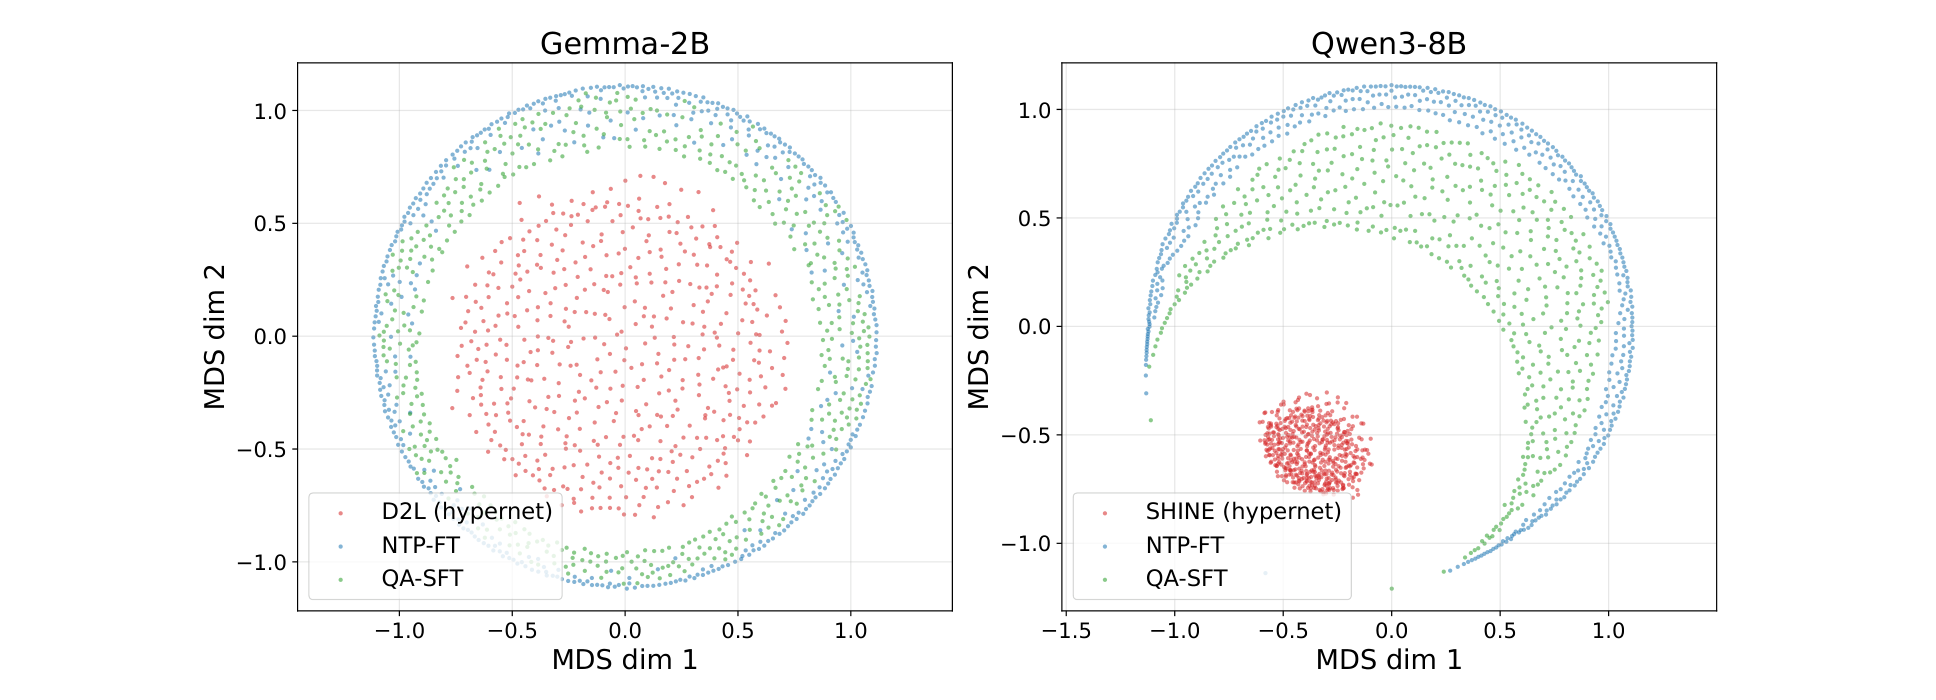 Gemma-2B
MDS dim 2
1.0
0.5
0.0
−0.5
−1.0
D2L (hypernet)
NTP-FT
QA-SFT
−1.0
−0.5
0.0
0.5
1.0
MDS dim 1
Qwen3-8B
MDS dim 2
1.0
0.5
0.0
−0.5
−1.0
SHINE (hypernet)
NTP-FT
QA-SFT
−1.5
−1.0
−0.5
0.0
0.5
1.0
MDS dim 1